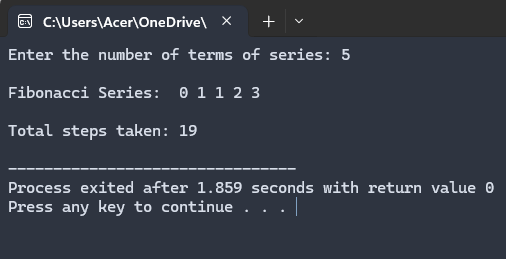 C:\Users\Acer\OneDrive\
Enter the number of terms of series: 5
Fibonacci Series:  0 1 1 2 3
Total steps taken: 19
--------------------------------
Process exited after 1.859 seconds with return value 0
Press any key to continue . . .